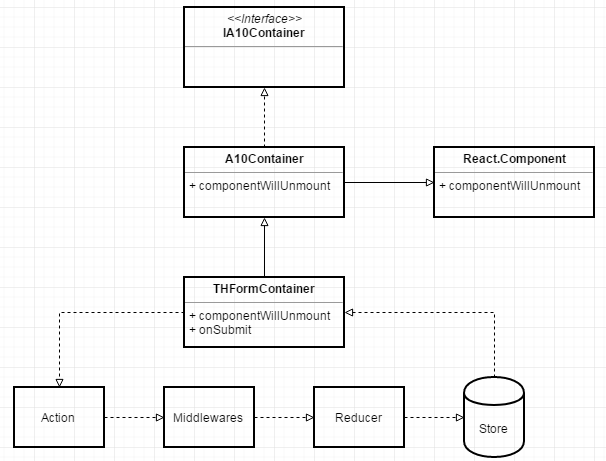 <<Interface>>
IA10Container
A10Container
+ componentWillUnmount
React.Component
+ componentWillUnmount
THFormContainer
+ componentWillUnmount
+ onSubmit
Action
Middlewares
Reducer
Store